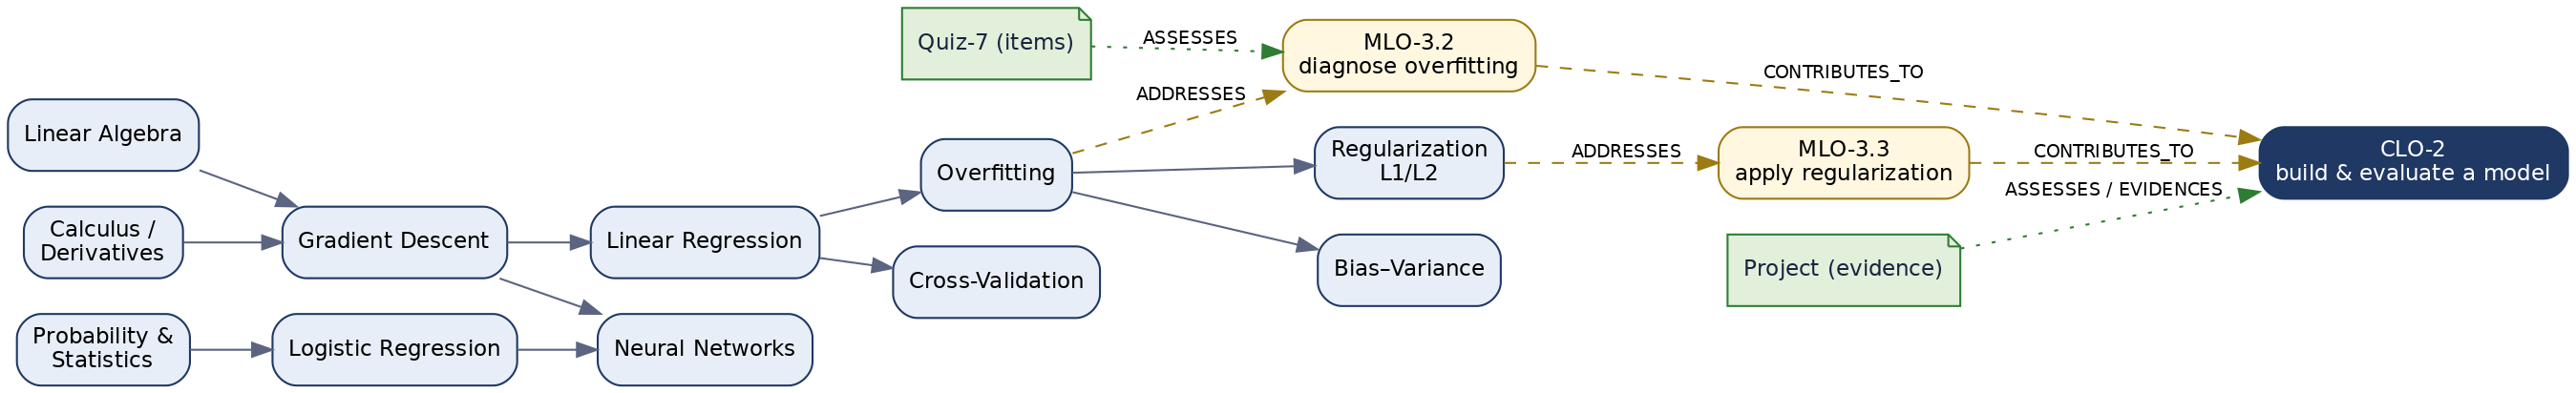 Quiz-7 (items)
ASSESSES
MLO-3.2
diagnose overfitting
CONTRIBUTES_TO
ADDRESSES
Linear Algebra
Calculus /
Derivatives
Gradient Descent
Linear Regression
Overfitting
Regularization
L1/L2
ADDRESSES
MLO-3.3
apply regularization
CONTRIBUTES_TO
ASSESSES / EVIDENCES
CLO-2
build & evaluate a model
Cross-Validation
Bias–Variance
Project (evidence)
Probability &
Statistics
Logistic Regression
Neural Networks